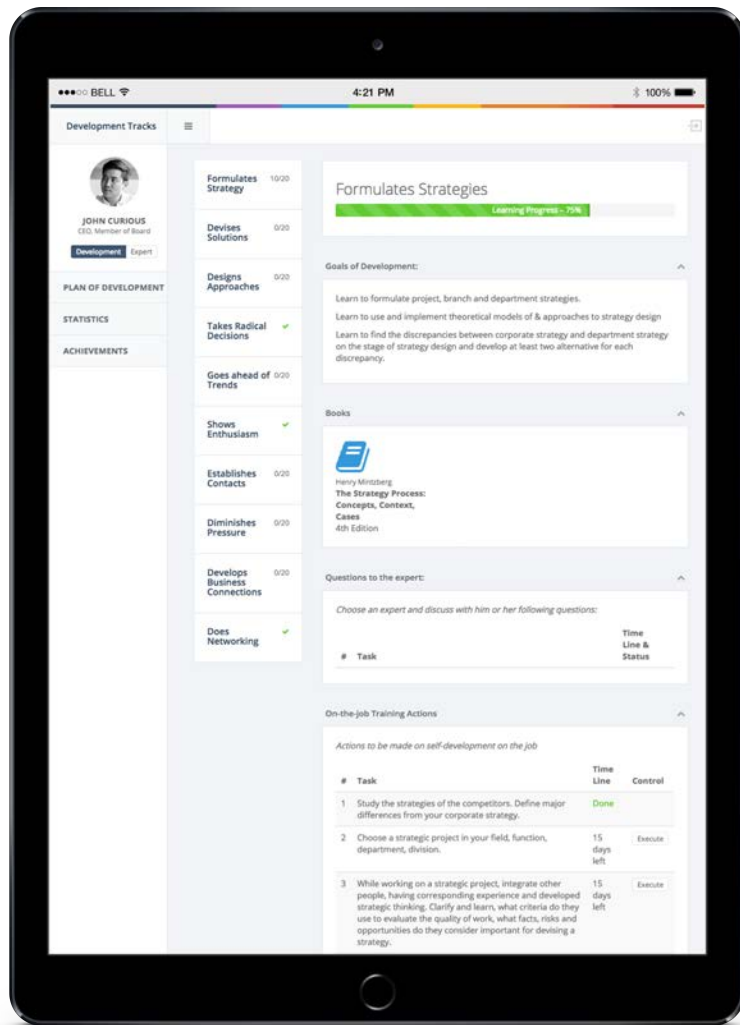 BELL
4:21 PM
100%
Development Tracks
JOHN CURIOUS
CEO, Member of Board
Development Expert
PLAN OF DEVELOPMENT
STATISTICS
ACHIEVEMENTS
Formulates 10/20
Strategy
Devises 0/20
Solutions
Designs 0/20
Approaches
Takes Radical
Decisions
Goes ahead of 0/20
Trends
Shows
Enthusiasm
Establishes 0/20
Contacts
Diminishes 0/20
Pressure
Develops 0/20
Business
Connections
Does
Networking
Formulates Strategies
Learning Progress – 75%
Goals of Development:
Learn to formulate project, branch and department strategies.
Learn to use and implement theoretical models of & approaches to strategy design
Learn to find the discrepancies between corporate strategy and department strategy
on the stage of strategy design and develop at least two alternative for each
discrepancy.
Books
Henry Mintzberg
The Strategy Process:
Concepts, Context,
Cases
4th Edition
Questions to the expert:
Choose an expert and discuss with him or her following questions:
# Task
Time
Line &
Status
On-the-job Training Actions
Actions to be made on self-development on the job
# Task
Time
Line
Control
1 Study the strategies of the competitors. Define major
differences from your corporate strategy.
Done
2 Choose a strategic project in your field, function,
department, division.
15
days
left
Execute
3 While working on a strategic project, integrate other
people, having corresponding experience and developed
strategic thinking. Clarify and learn, what criteria do they
use to evaluate the quality of work, what facts, risks and
opportunities do they consider important for devising a
strategy.
15
days
left
Execute